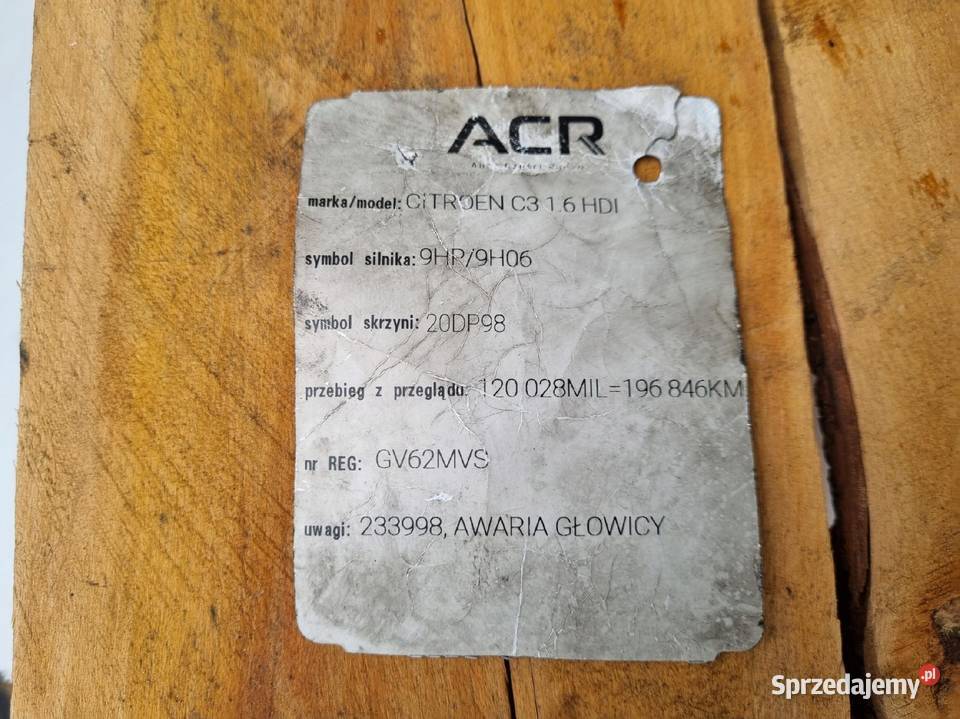 ACR
marka/model: CITROEN C3 1.6 HDI
symbol silnika: 9HP/9H06
symbol skrzyni: 20DP98
przebieg z przeglądu: 120 028MIL=196 846KM
nr REG: GV62MVS
uwagi: 233998, AWARIA GŁOWICY
Sprzedajemy.pl